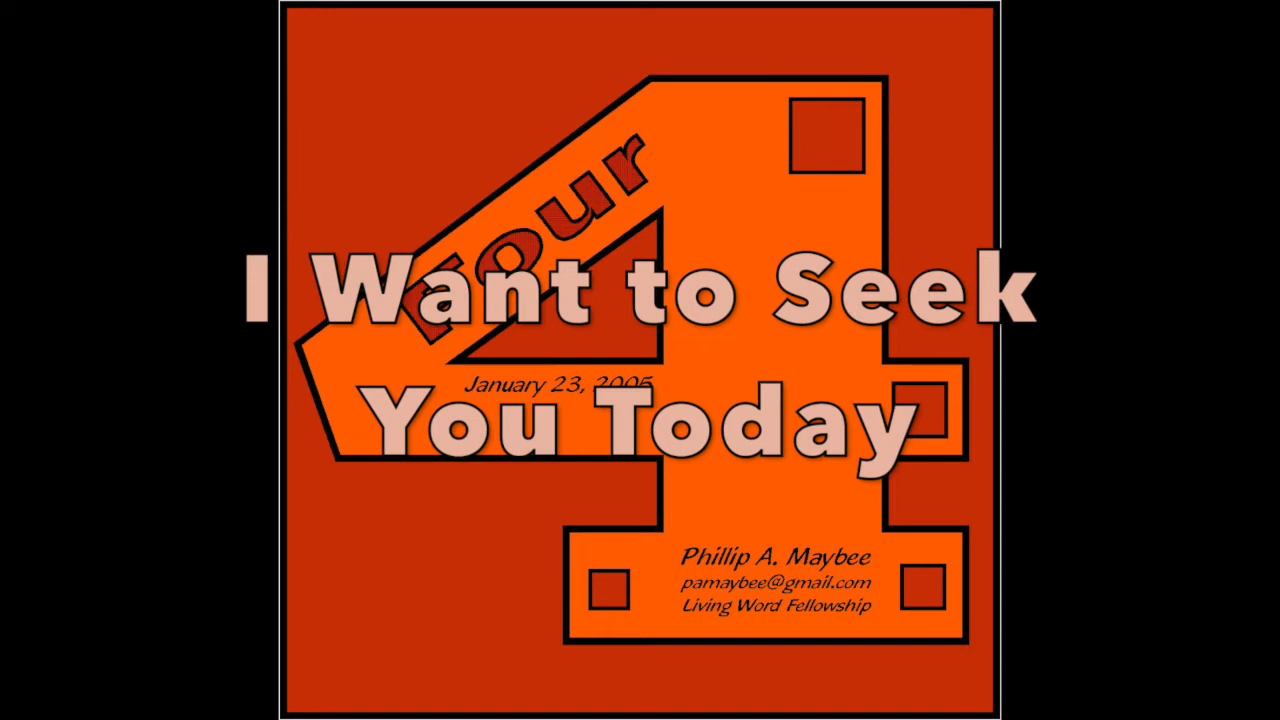 Four
I Want to Seek
January 23, 2005
You Today
Phillip A. Maybee
pamaybee@gmail.com
Living Word Fellowship